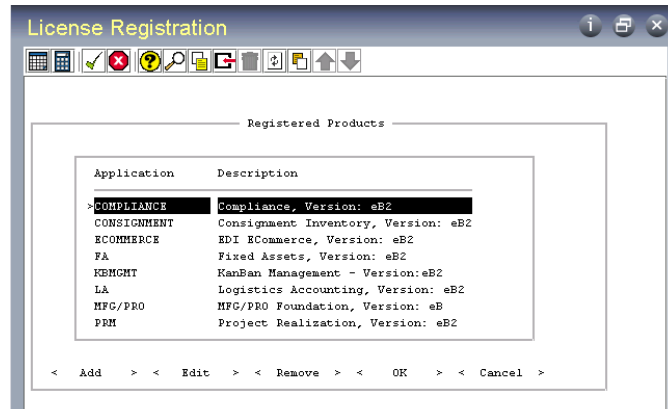 License Registration
Registered Products
Application Description
>COMPLIANCE Compliance, Version: eB2
CONSIGNMENT Consignment Inventory, Version: eB2
ECOMMERCE EDI ECommerce, Version: eB2
FA Fixed Assets, Version: eB2
KBMGMT KanBan Management - Version:eB2
LA Logistics Accounting, Version: eB2
MFG/PRO MFG/PRO Foundation, Version: eB
PRM Project Realization, Version: eB2
< Add > < Edit > < Remove > < OK > < Cancel >